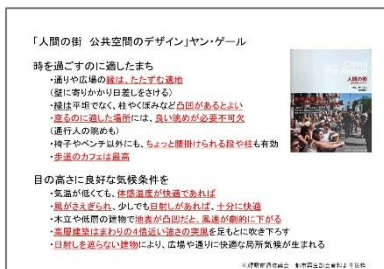 「人間の街　公共空間のデザイン」ヤン・ゲール
時を過ごすのに適したまち
・通りや広場の縁は、たたずむ適地
(壁に寄りかかり日差しをさける)
・縁は平坦でなく、柱やくぼみなど凸凹があるとよい
・座るのに適した場所には、良い眺めが必要不可欠
(通行人の眺めも)
・椅子やベンチ以外にも、ちょっと腰掛けられる段や柱も有効
・歩道のカフェは最高
目の高さに良好な気候条件を
・気温が低くても、体感温度が快適であれば
・風がさえぎられ、少しでも日射しがあれば、十分に快適
・木立や低層の建物で地表が凸凹だと、風速が劇的に下がる
・高層建築はまわりの4倍近い強さの突風を足もとに吹き下ろす
・日射しを遮らない建物により、広場や通りに快適な局所気候が生まれる
人間の街